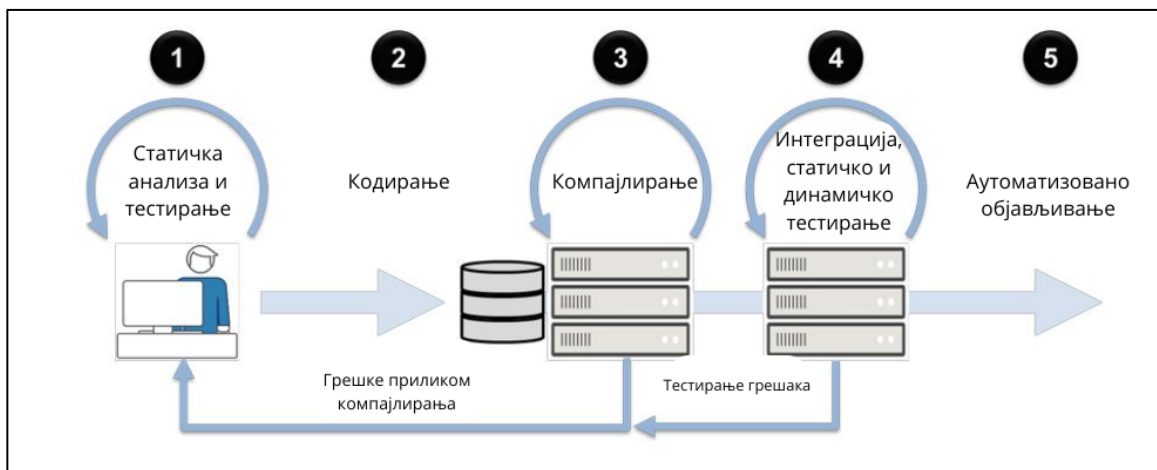 1
2
3
4
5
Статичка
анализа и
тестирање
Кодирање
Компајлирање
Интеграција,
статичко и
динамичко
тестирање
Аутоматизовано
објављивање
Грешке приликом
компајлирања
Тестирање грешака